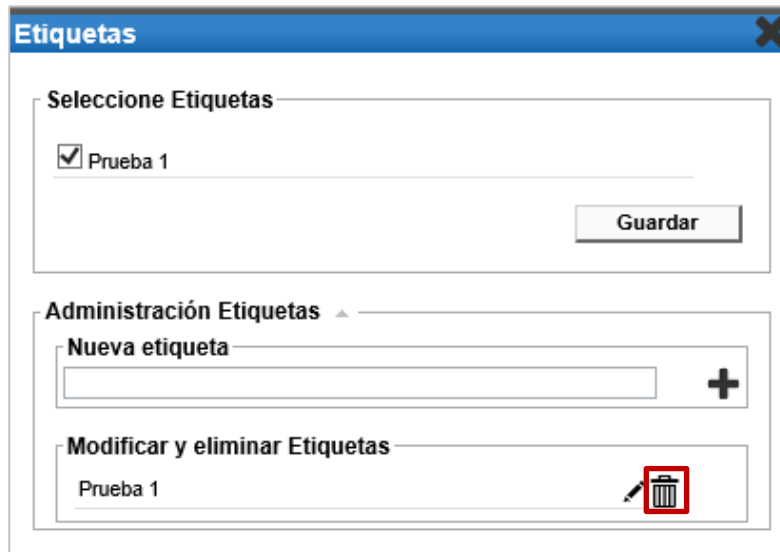 Etiquetas
Seleccione Etiquetas
Prueba 1
Guardar
Administración Etiquetas
Nueva etiqueta
Modificar y eliminar Etiquetas
Prueba 1